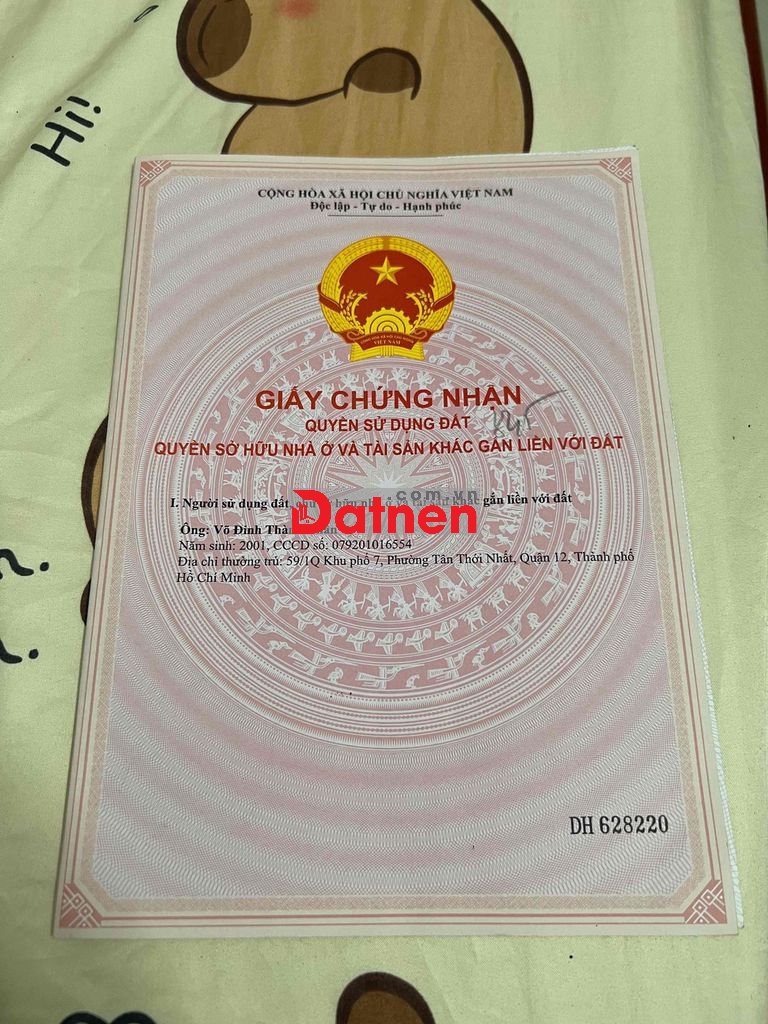 Hi!
CỘNG HÒA XÃ HỘI CHỦ NGHĨA VIỆT NAM
Độc lập - Tự do - Hạnh phúc
VIỆT NAM
GIẤY CHỨNG NHẬN
QUYỀN SỬ DỤNG ĐẤT
QUYỀN SỞ HỮU NHÀ Ở VÀ TÀI SẢN KHÁC GẮN LIỀN VỚI ĐẤT
.com.vn
I. Người sử dụng đất, gắn liền với đất
Datnen
Ông: Võ Đình
Năm sinh: 2001, CCCD số: 079201016554
Địa chỉ thường trú: 59/1Q Khu phố 7, Phường Tân Thới Nhất, Quận 12, Thành phố
Hồ Chí Minh
DH 628220